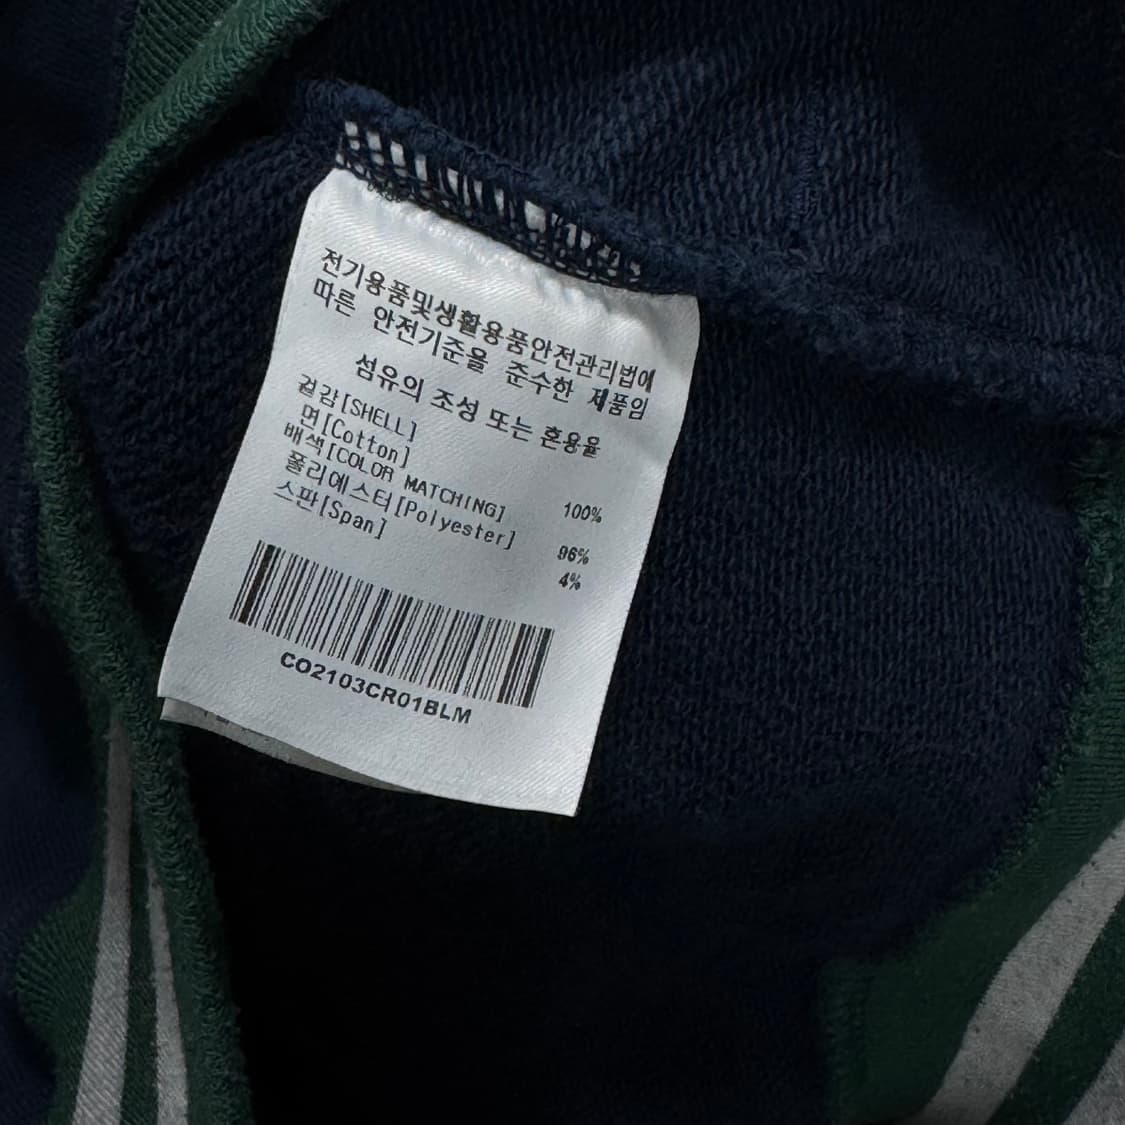 전기용품및생활용품안전관리법에
따른 안전기준을 준수한 제품임
섬유의 조성 또는 혼용율
겉감[SHELL]
면[Cotton] 100%
배색[COLOR MATCHING]
폴리에스터[Polyester] 96%
스판[Span] 4%
CO2103CR01BLM